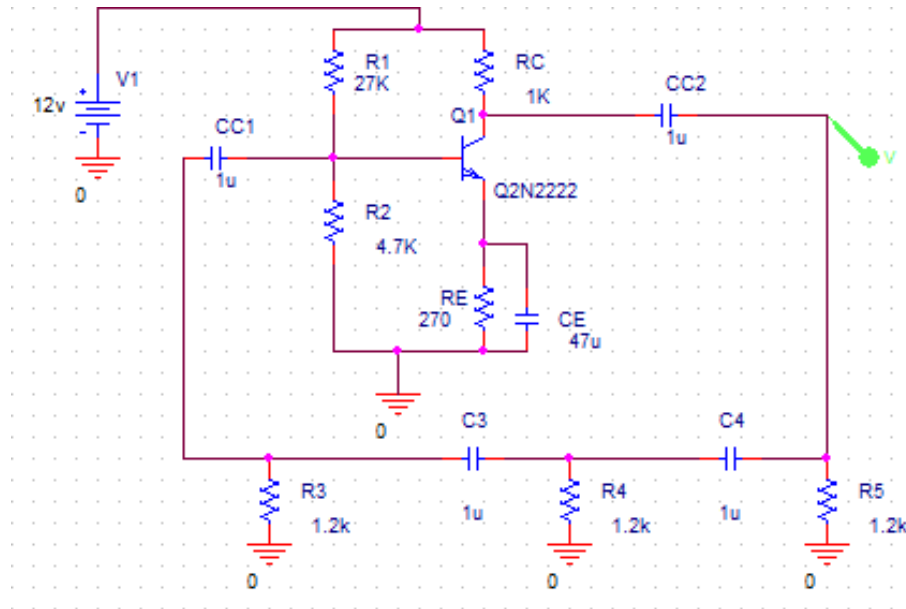 R1
27K
RC
1K
CC2
1u
V1
12v
+
-
0
CC1
1u
Q1
Q2N2222
V
R2
4.7K
RE
270
CE
47u
0
C3
1u
C4
1u
R3
1.2k
0
R4
1.2k
0
R5
1.2k
0